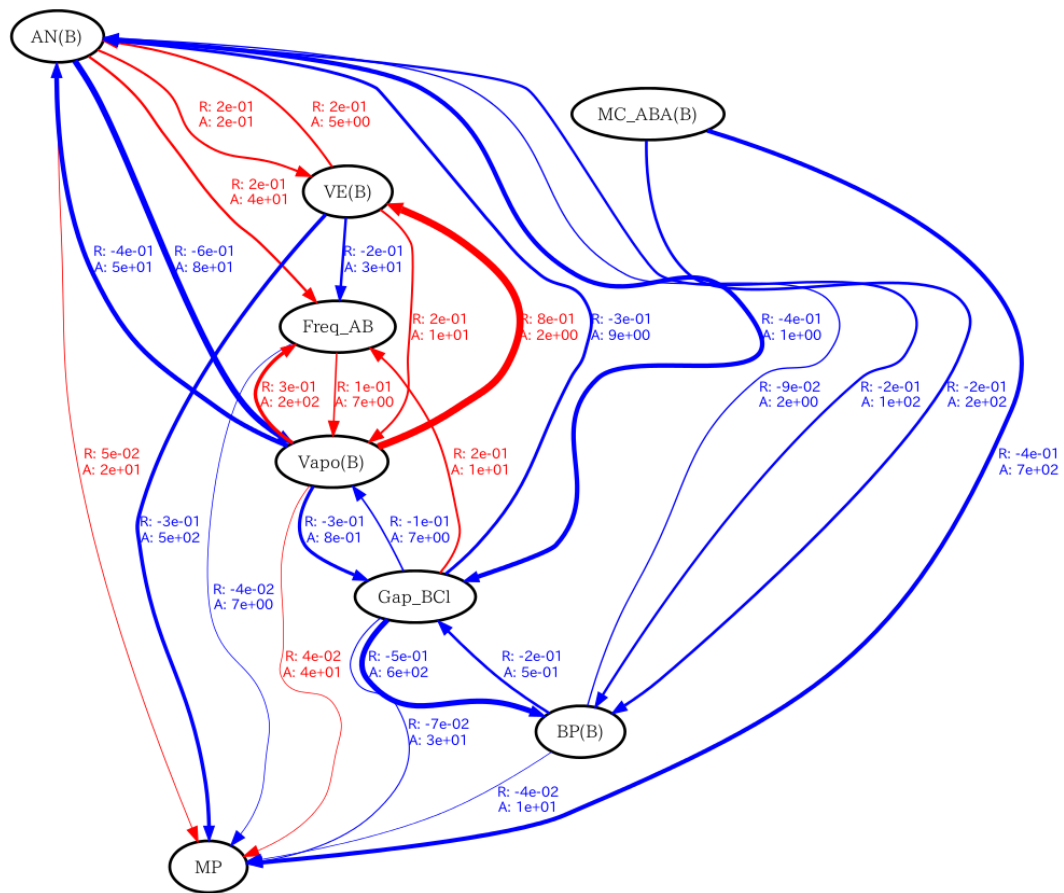 AN(B)
MC_ABA(B)
R: 2e-01
A: 2e-01
R: 2e-01
A: 5e+00
VE(B)
R: 2e-01
A: 4e+01
R: -4e-01
A: 5e+01
R: -6e-01
A: 8e+01
R: -2e-01
A: 3e+01
Freq_AB
R: 2e-01
A: 1e+01
R: 8e-01
A: 2e+00
R: -3e-01
A: 9e+00
R: -4e-01
A: 1e+00
R: 3e-01
A: 2e+02
R: 1e-01
A: 7e+00
R: -9e-02
A: 2e+00
R: -2e-01
A: 1e+02
R: -2e-01
A: 2e+02
R: 5e-02
A: 2e+01
Vapo(B)
R: 2e-01
A: 1e+01
R: -4e-01
A: 7e+02
R: -3e-01
A: 5e+02
R: -3e-01
A: 8e-01
R: -1e-01
A: 7e+00
R: -4e-02
A: 7e+00
Gap_BCl
R: 4e-02
A: 4e+01
R: -5e-01
A: 6e+02
R: -2e-01
A: 5e-01
R: -7e-02
A: 3e+01
BP(B)
R: -4e-02
A: 1e+01
MP